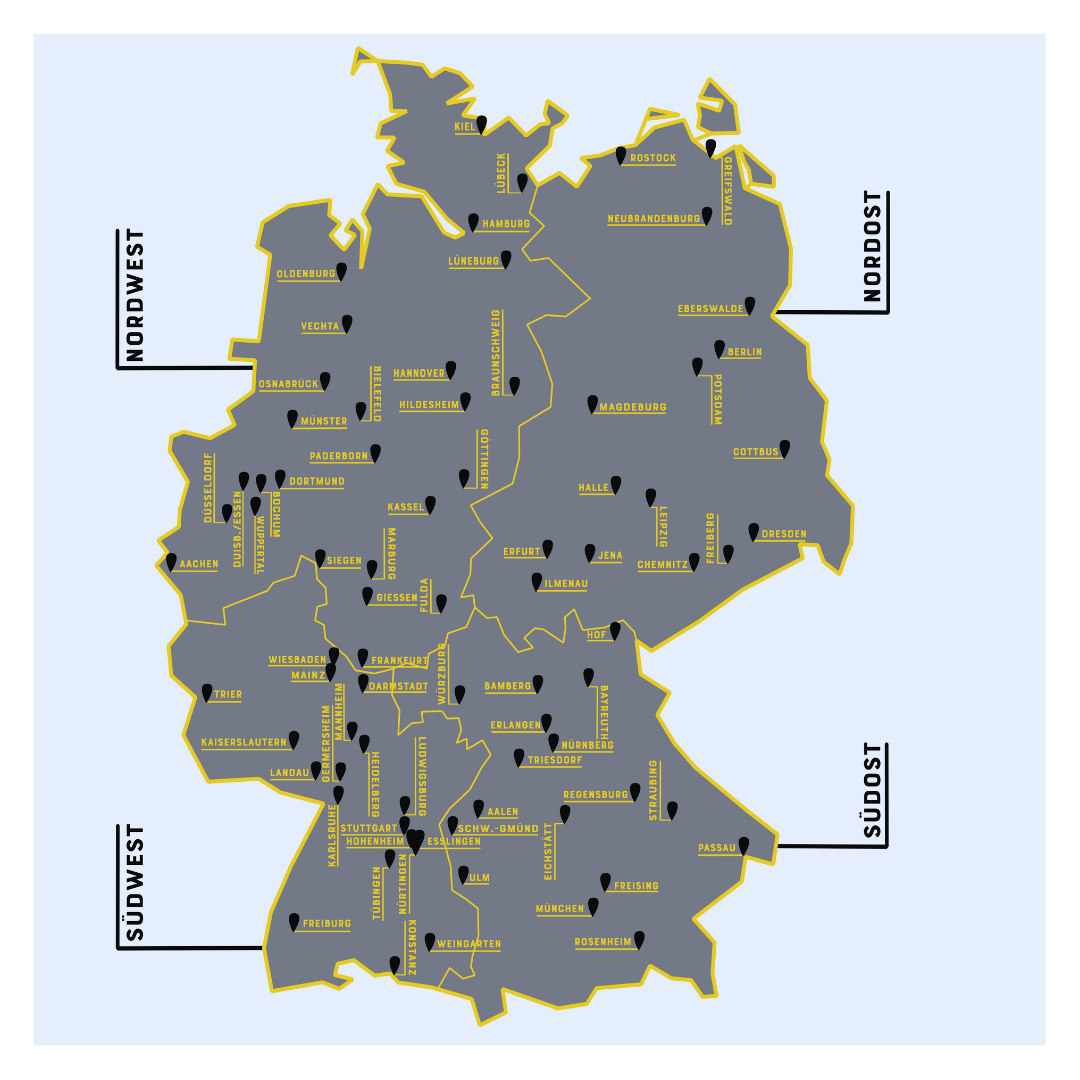 KIEL
LÜBECK
ROSTOCK
GREIFSWALD
NORDOST
NEUBRANDENBURG
HAMBURG
NORDWEST
LÜNEBURG
OLDENBURG
EBERSWALDE
VECHTA
BRAUNSCHWEIG
BERLIN
HANNOVER
OSNABRÜCK
BIELEFELD
POTSDAM
HILDESHEIM
MAGDEBURG
MÜNSTER
PADERBORN
GÖTTINGEN
COTTBUS
DÜSSELDORF
DORTMUND
HALLE
DUISB./ESSEN
BOCHUM
WUPPERTAL
KASSEL
LEIPZIG
FREIBERG
DRESDEN
MARBURG
ERFURT
JENA
AACHEN
SIEGEN
CHEMNITZ
ILMENAU
GIESSEN
FULDA
HOF
WIESBADEN
FRANKFURT
WÜRZBURG
MAINZ
DARMSTADT
BAMBERG
TRIER
MANNHEIM
BAYREUTH
GERMERSHEIM
ERLANGEN
KAISERSLAUTERN
NÜRNBERG
LANDAU
HEIDELBERG
LUDWIGSBURG
TRIESDORF
STRAUBING
SÜDOST
REGENSBURG
AALEN
KARLSRUHE
STUTTGART
SCHW.-GMÜND
HOHENHEIM
ESSLINGEN
EICHSTÄTT
PASSAU
SÜDWEST
TÜBINGEN
NÜRTINGEN
ULM
FREISING
MÜNCHEN
FREIBURG
KONSTANZ
WEINGARTEN
ROSENHEIM